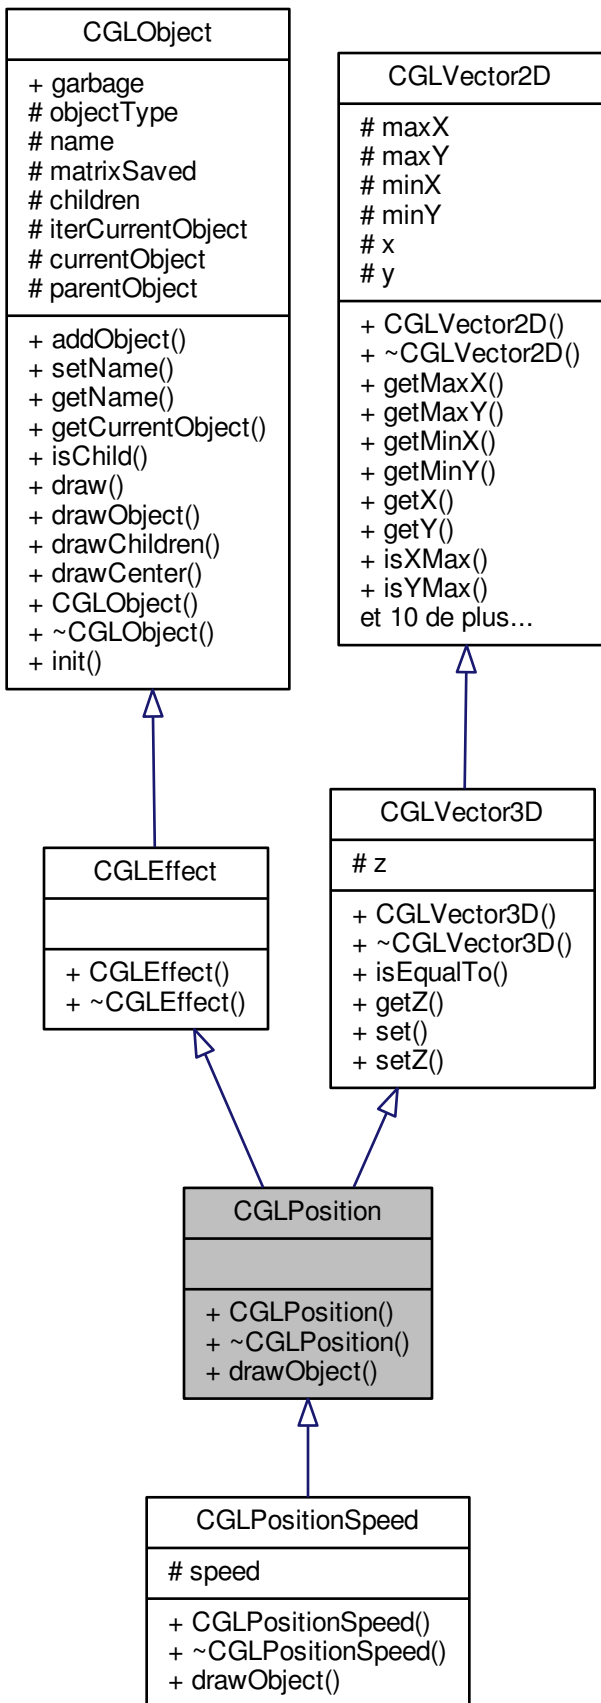 CGLObject
+ garbage
# objectType
# name
# matrixSaved
# children
# iterCurrentObject
# currentObject
# parentObject
+ addObject()
+ setName()
+ getName()
+ getCurrentObject()
+ isChild()
+ draw()
+ drawObject()
+ drawChildren()
+ drawCenter()
+ CGLObject()
+ ~CGLObject()
+ init()
CGLVector2D
# maxX
# maxY
# minX
# minY
# x
# y
+ CGLVector2D()
+ ~CGLVector2D()
+ getMaxX()
+ getMaxY()
+ getMinX()
+ getMinY()
+ getX()
+ getY()
+ isXMax()
+ isYMax()
et 10 de plus...
CGLEffect
+ CGLEffect()
+ ~CGLEffect()
CGLVector3D
# z
+ CGLVector3D()
+ ~CGLVector3D()
+ isEqualTo()
+ getZ()
+ set()
+ setZ()
CGLPosition
+ CGLPosition()
+ ~CGLPosition()
+ drawObject()
CGLPositionSpeed
# speed
+ CGLPositionSpeed()
+ ~CGLPositionSpeed()
+ drawObject()